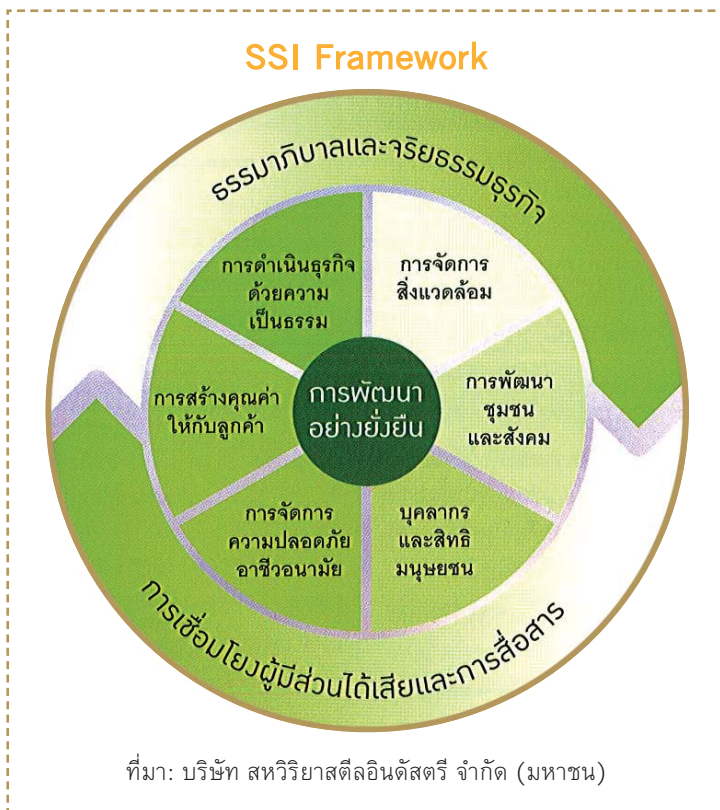 SSI Framework
ธรรมาภิบาลและจริยธรรมธุรกิจ
การดำเนินธุรกิจ
ด้วยความ
เป็นธรรม
การจัดการ
สิ่งแวดล้อม
การสร้างคุณค่า
ให้กับลูกค้า
การพัฒนา
อย่างยั่งยืน
การพัฒนา
ชุมชน
และสังคม
การจัดการ
ความปลอดภัย
อาชีวอนามัย
บุคลากร
และสิทธิ
มนุษยชน
การเชื่อมโยงผู้มีส่วนได้เสียและการสื่อสาร
ที่มา: บริษัท สหวิริยาสตีลอินดัสตรี จำกัด (มหาชน)